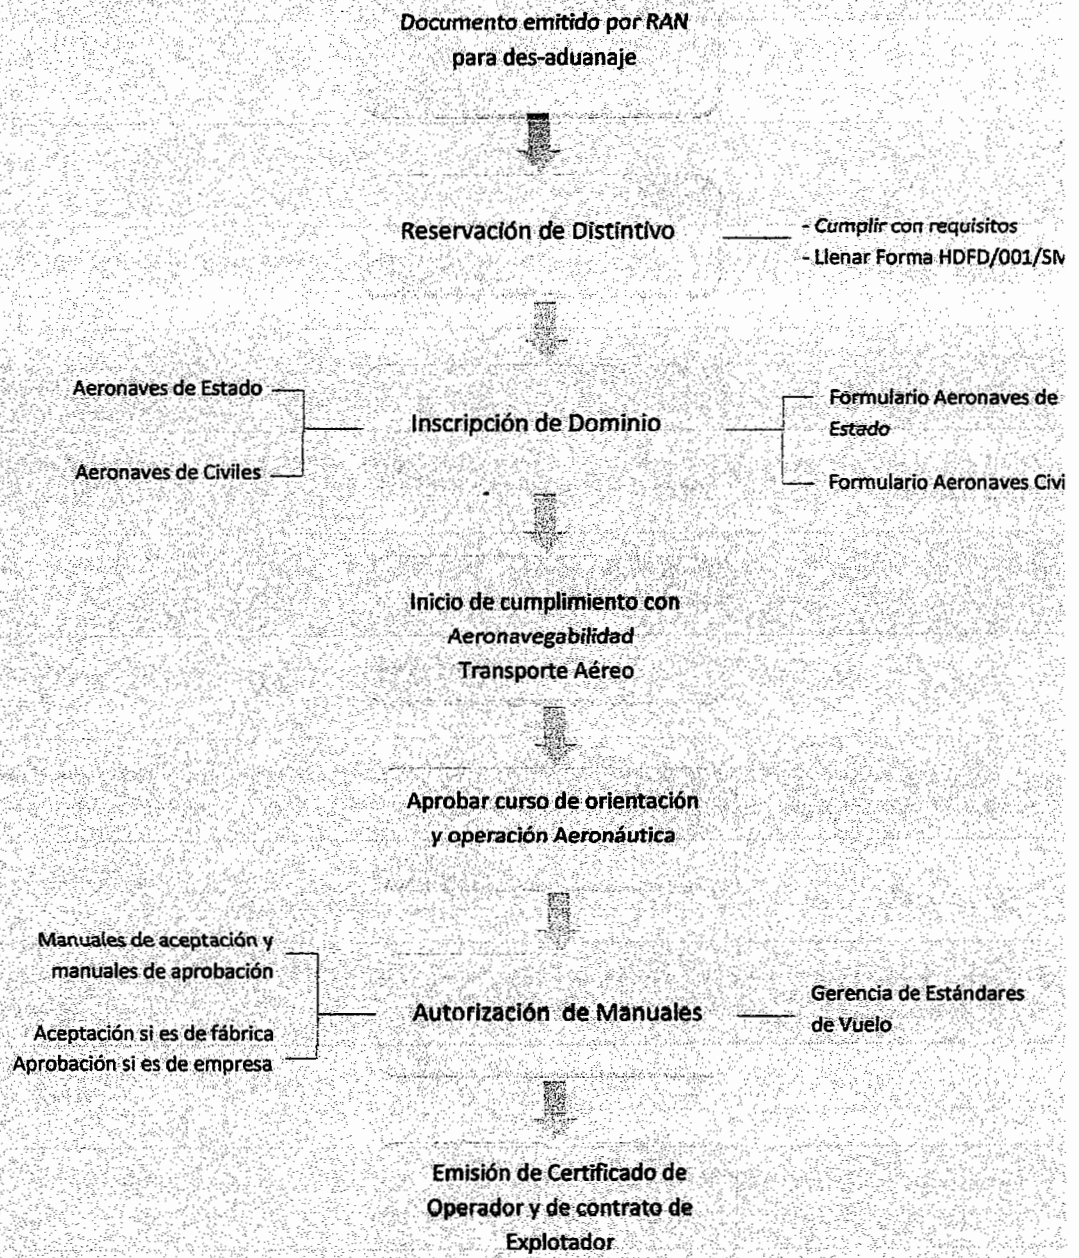 Documento emitido por RAN
para des-aduanaje
Reservación de Distintivo
- Cumplir con requisitos
- Llenar Forma HDFD/001/SM
Aeronaves de Estado
Aeronaves de Civiles
Inscripción de Dominio
Formulario Aeronaves de
Estado
Formulario Aeronaves Civi
Inicio de cumplimiento con
Aeronavegabilidad
Transporte Aéreo
Aprobar curso de orientación
y operación Aeronáutica
Manuales de aceptación y
manuales de aprobación
Aceptación si es de fábrica
Aprobación si es de empresa
Autorización de Manuales
Gerencia de Estándares
de Vuelo
Emisión de Certificado de
Operador y de contrato de
Explotador